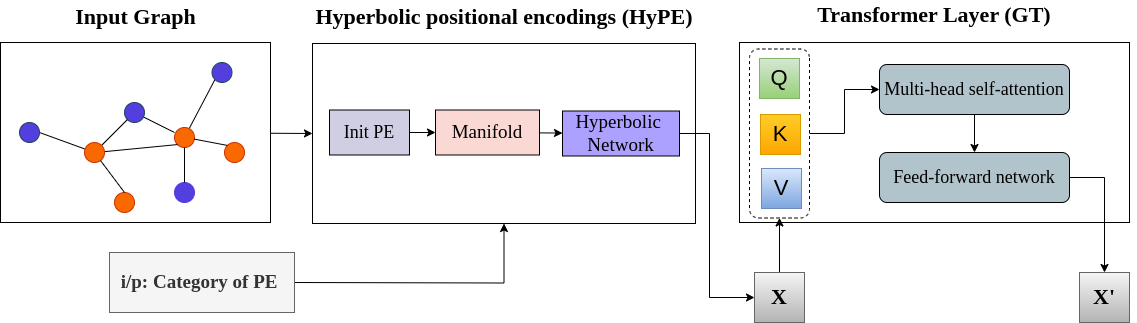 Input Graph
Hyperbolic positional encodings (HyPE)
Transformer Layer (GT)
Init PE
Manifold
Hyperbolic
Network
Q
K
V
Multi-head self-attention
Feed-forward network
i/p: Category of PE
X
X'